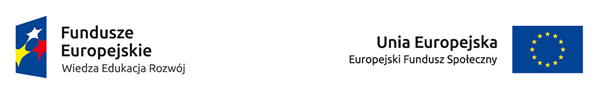 Fundusze
Europejskie
Wiedza Edukacja Rozwój
Unia Europejska
Europejski Fundusz Społeczny